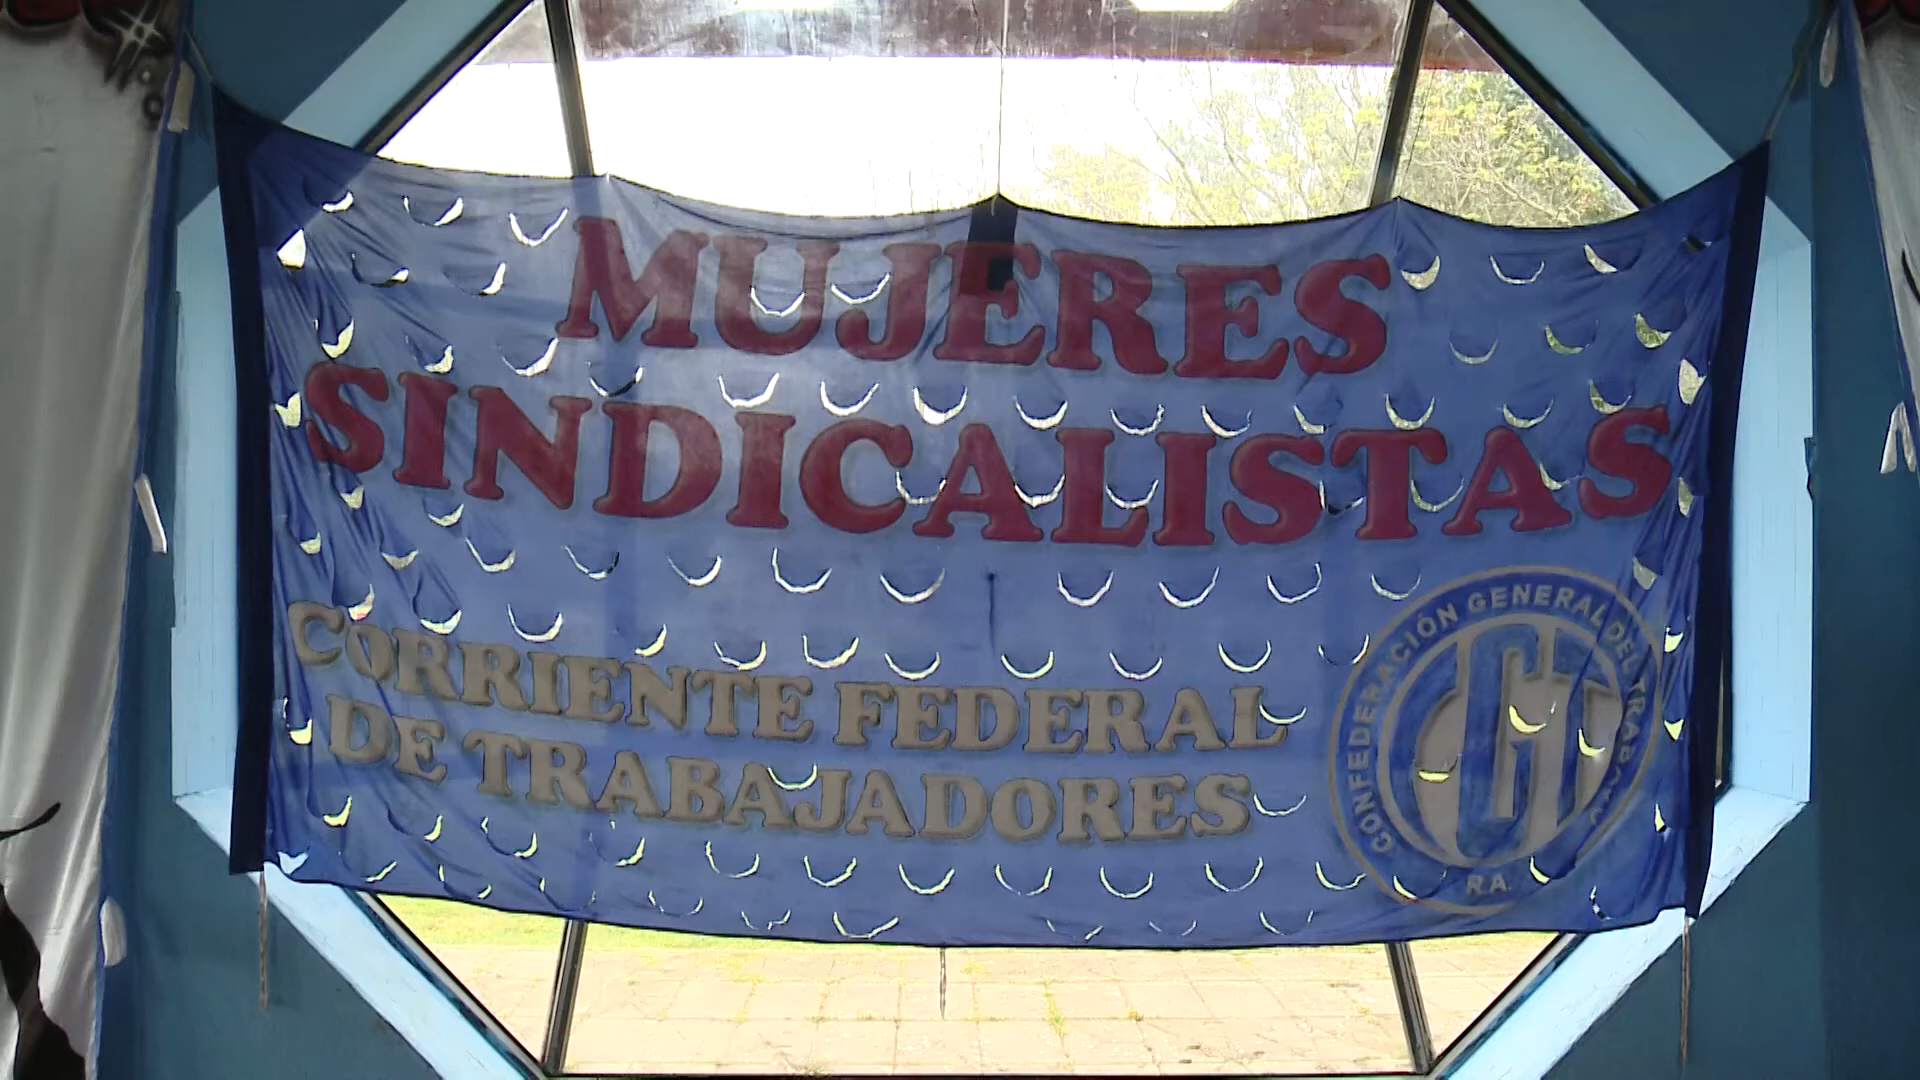 MUJERES
SINDICALISTAS
CORRIENTE FEDERAL
DE TRABAJADORES
CONFEDERACIÓN GENERAL DEL TRABAJO
CGT
R.A.